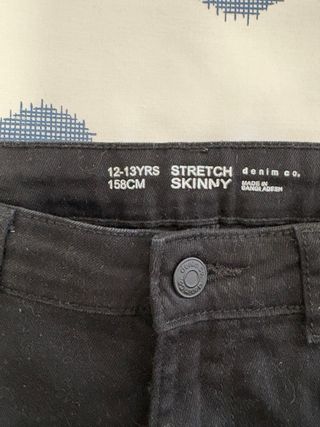 12-13YRS
158CM
STRETCH
SKINNY
denim co.
MADE IN
BANGLADESH